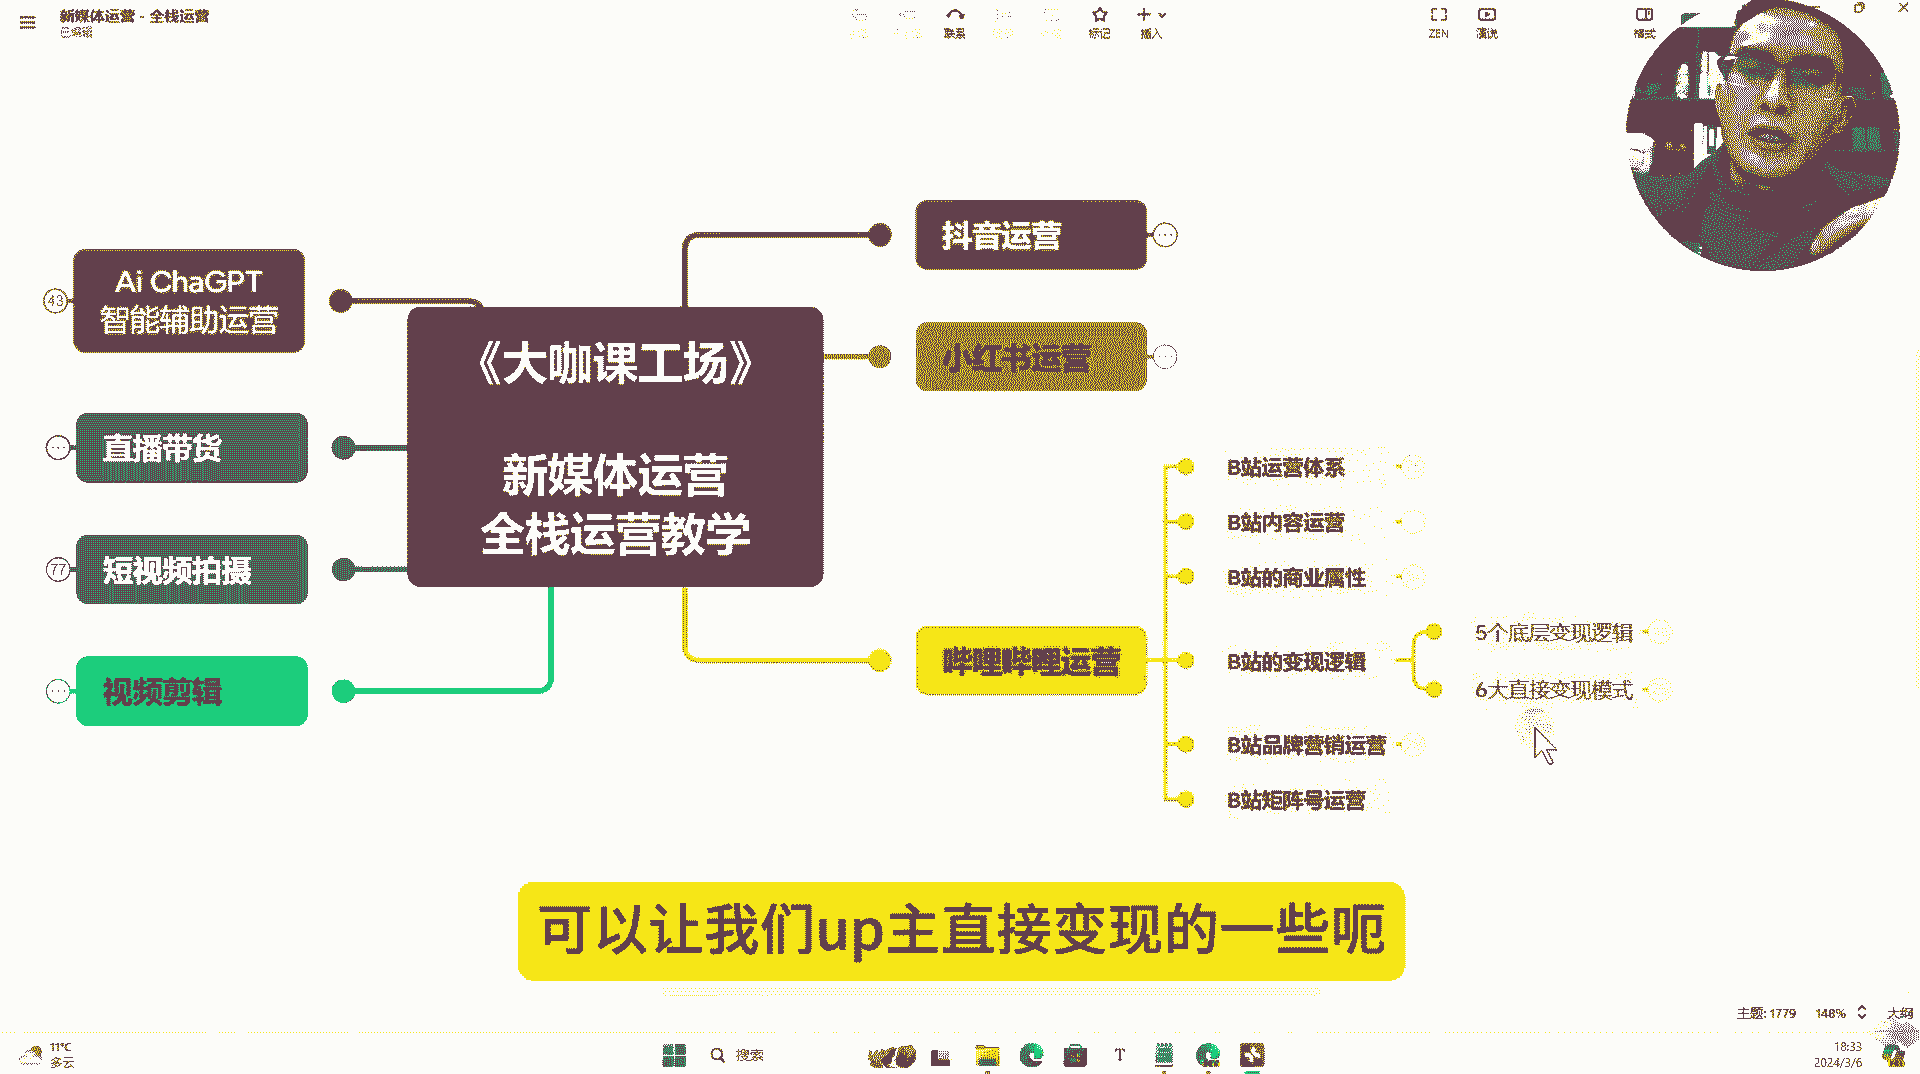 新媒体运营 - 全栈运营
已编辑
联系
标记
插入
ZEN
演说
格式
Ai ChaGPT
智能辅助运营
43
直播带货
77
短视频拍摄
视频剪辑
《大咖课工场》
新媒体运营
全栈运营教学
抖音运营
小红书运营
哔哩哔哩运营
B站运营体系
B站内容运营
B站的商业属性
B站的变现逻辑
5个底层变现逻辑
6大直接变现模式
B站品牌营销运营
B站矩阵号运营
可以让我们up主直接变现的一些呃
主题: 1779
148%
大纲
11°C
多云
搜索
18:33
2024/3/6